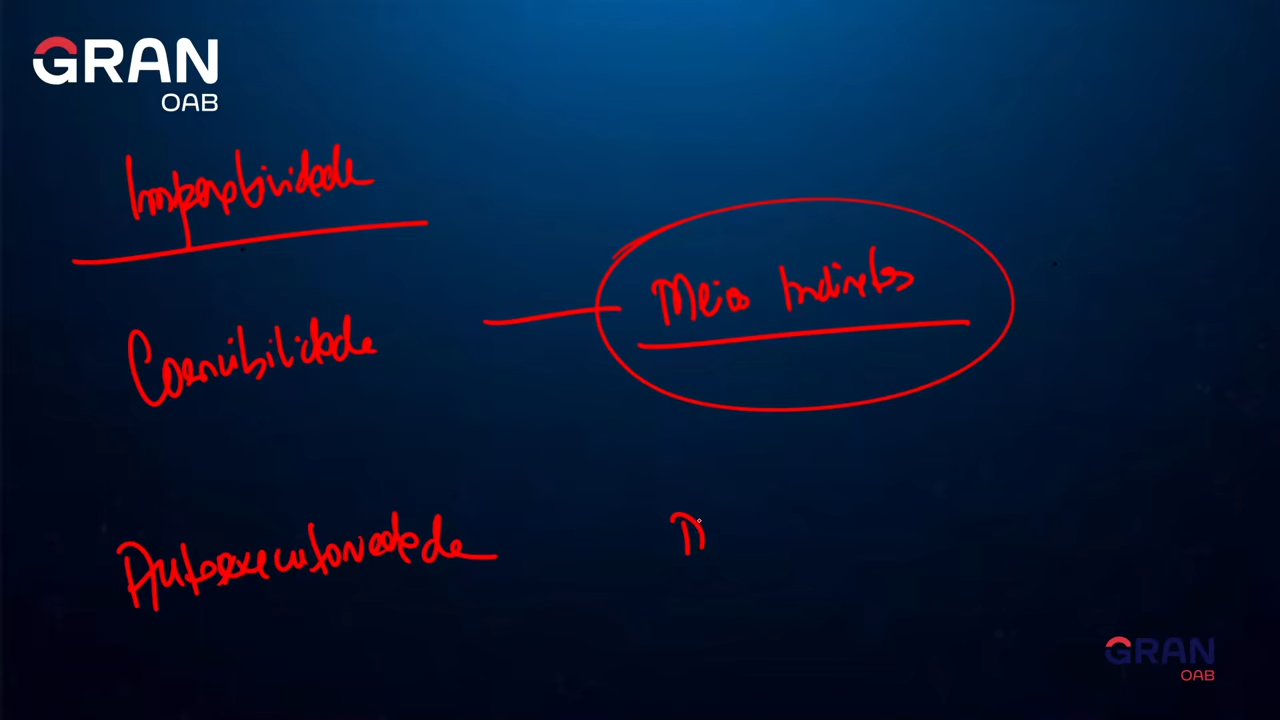 GRAN
OAB
Imperatividade
Coercibilidade
Meios Indiretos
Autoexecutoriedade
GRAN
OAB